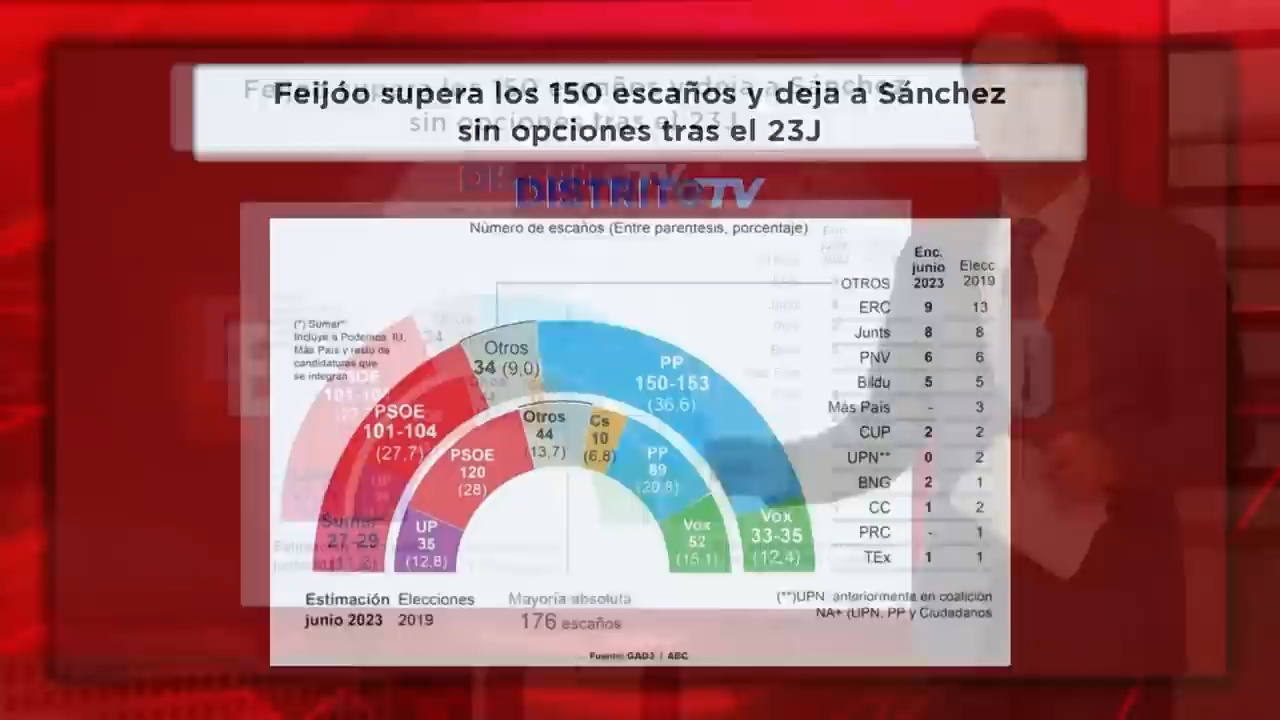 Feijóo supera los 150 escaños y deja a Sánchez
sin opciones tras el 23J
DISTRITOTV
Número de escaños (Entre parentesis, porcentaje)
Enc.
junio
2023
Elecc
2019
OTROS
ERC 9 13
Junts 8 8
PNV 6 6
Bildu 5 5
Más Pais - 3
CUP 2 2
UPN** 0 2
BNG 2 1
CC 1 2
PRC - 1
TEx 1 1
(*) Sumar
Incluye a Podemos, IU,
Más Pais y resto de
candidaturas que
se integran
Otros
34 (9,0)
PP
150-153
(36,6)
PSOE
101-104
(27,7)
Sumar
27-29
Vox
33-35
(12,4)
Otros
44
(13,7)
Cs
10
(6,8)
PSOE
120
(28)
PP
89
(20,8)
UP
35
(12,8)
Vox
52
(15,1)
Estimación
junio 2023
Elecciones
2019
Mayoría absoluta
176 escaños
(**)UPN anteriormente en coalición
NA+ (UPN, PP y Ciudadanos
Fuente: GAD3 | ABC